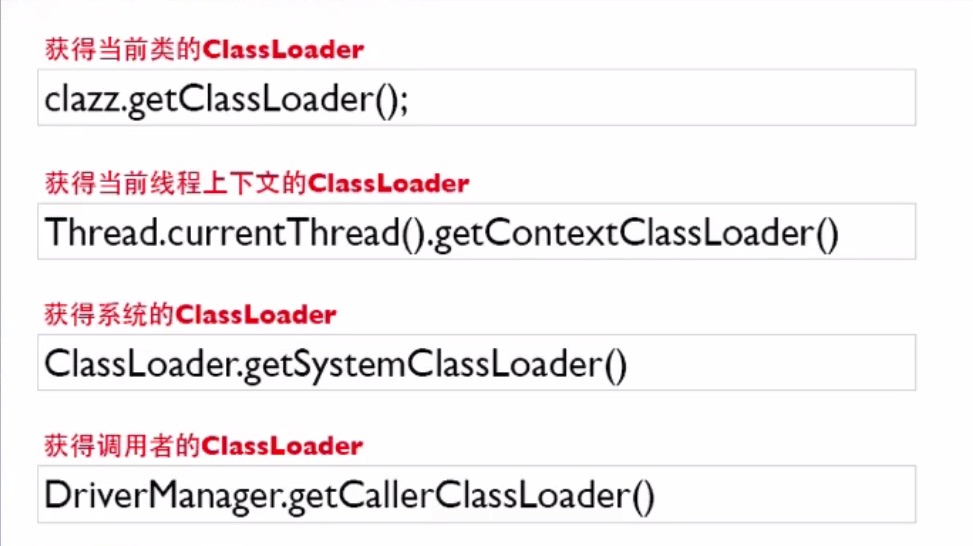 获得当前类的ClassLoader
clazz.getClassLoader();
获得当前线程上下文的ClassLoader
Thread.currentThread().getContextClassLoader()
获得系统的ClassLoader
ClassLoader.getSystemClassLoader()
获得调用者的ClassLoader
DriverManager.getCallerClassLoader()